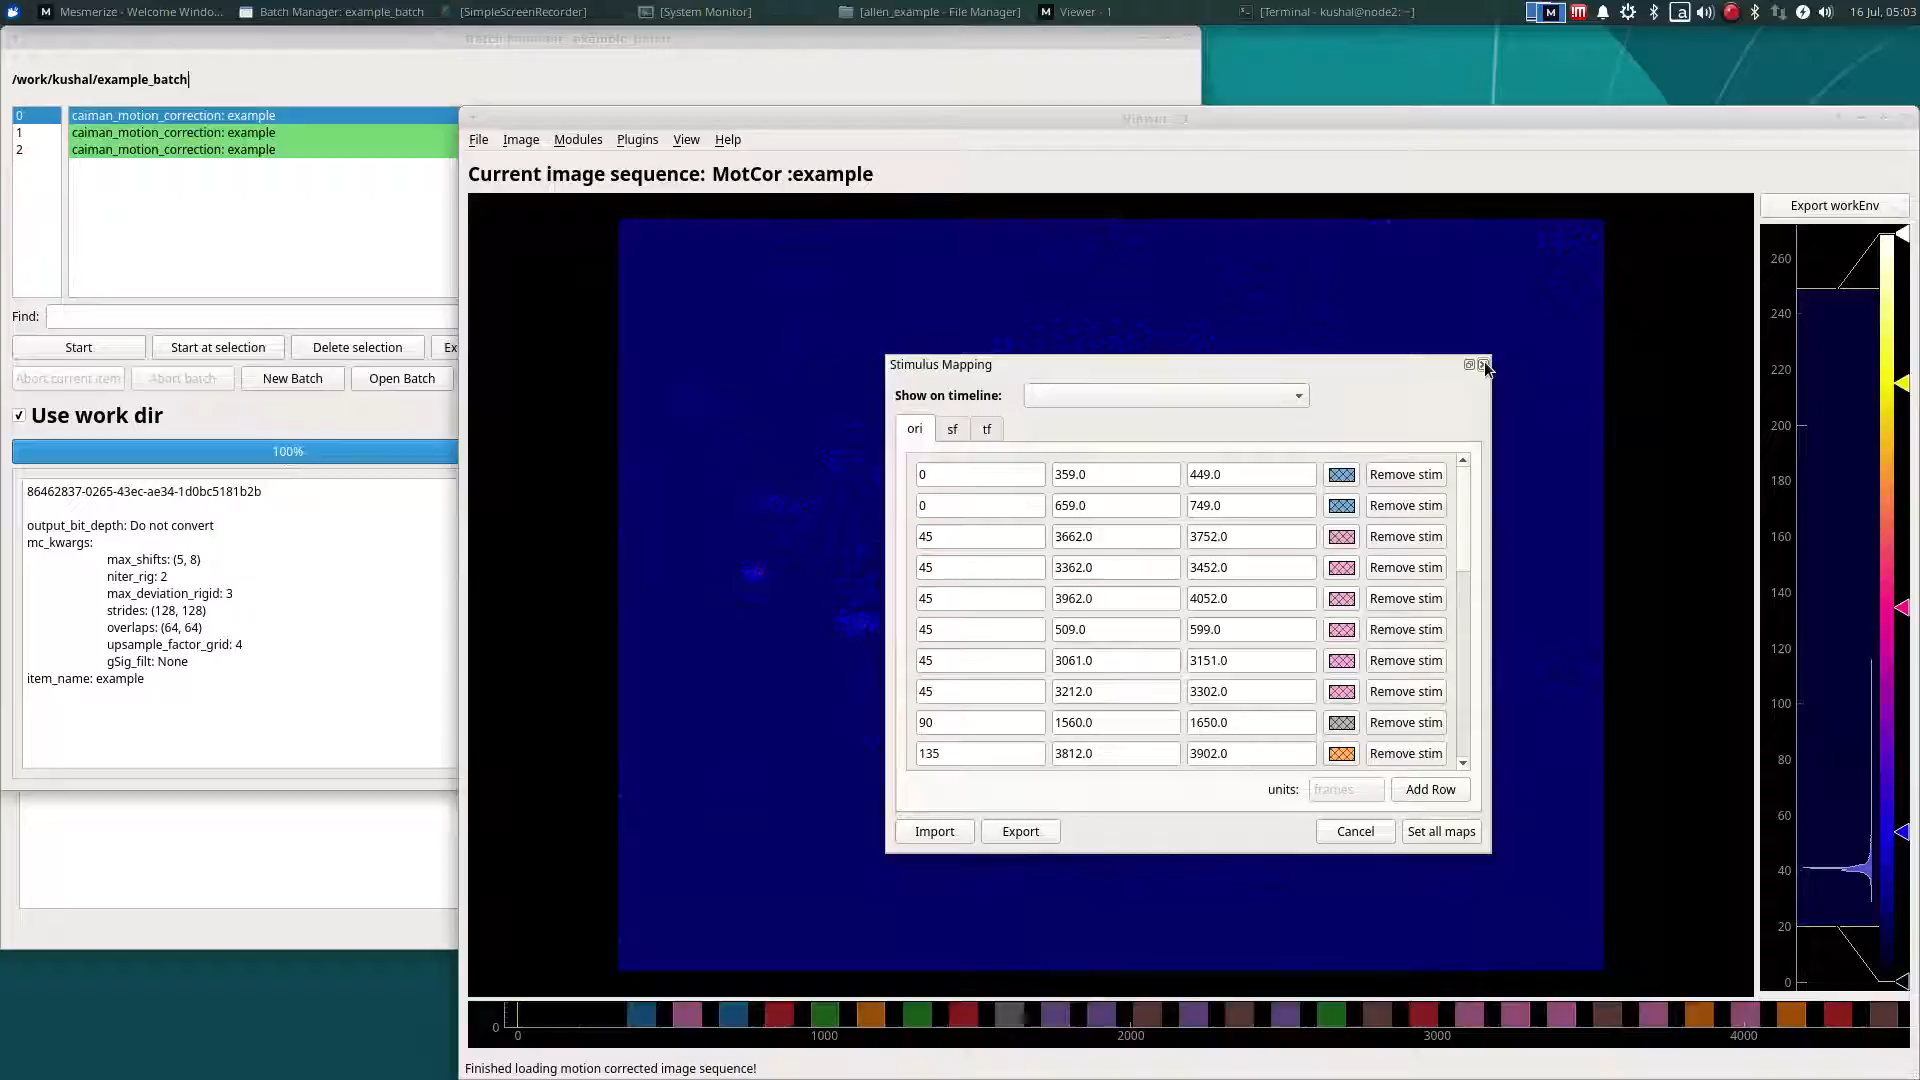 Mesmerize - Welcome Windo...
Batch Manager: example_batch
[SimpleScreenRecorder]
[System Monitor]
[allen_example - File Manager]
Viewer - 1
[Terminal - kushal@node2: ~]
16 Jul, 05:03
/work/kushal/example_batch
0 caiman_motion_correction: example
1 caiman_motion_correction: example
2 caiman_motion_correction: example
Find:
Start
Start at selection
Delete selection
Ex
Abort current item
Abort batch
New Batch
Open Batch
Use work dir
100%
86462837-0265-43ec-ae34-1d0bc5181b2b
output_bit_depth: Do not convert
mc_kwargs:
max_shifts: (5, 8)
niter_rig: 2
max_deviation_rigid: 3
strides: (128, 128)
overlaps: (64, 64)
upsample_factor_grid: 4
gSig_filt: None
item_name: example
File Image Modules Plugins View Help
Current image sequence: MotCor :example
Export workEnv
Stimulus Mapping
Show on timeline:
ori sf tf
0 359.0 449.0 Remove stim
0 659.0 749.0 Remove stim
45 3662.0 3752.0 Remove stim
45 3362.0 3452.0 Remove stim
45 3962.0 4052.0 Remove stim
45 509.0 599.0 Remove stim
45 3061.0 3151.0 Remove stim
45 3212.0 3302.0 Remove stim
90 1560.0 1650.0 Remove stim
135 3812.0 3902.0 Remove stim
units: frames Add Row
Import Export Cancel Set all maps
260
240
220
200
180
160
140
120
100
80
60
40
20
0
0
0 1000 2000 3000 4000
Finished loading motion corrected image sequence!